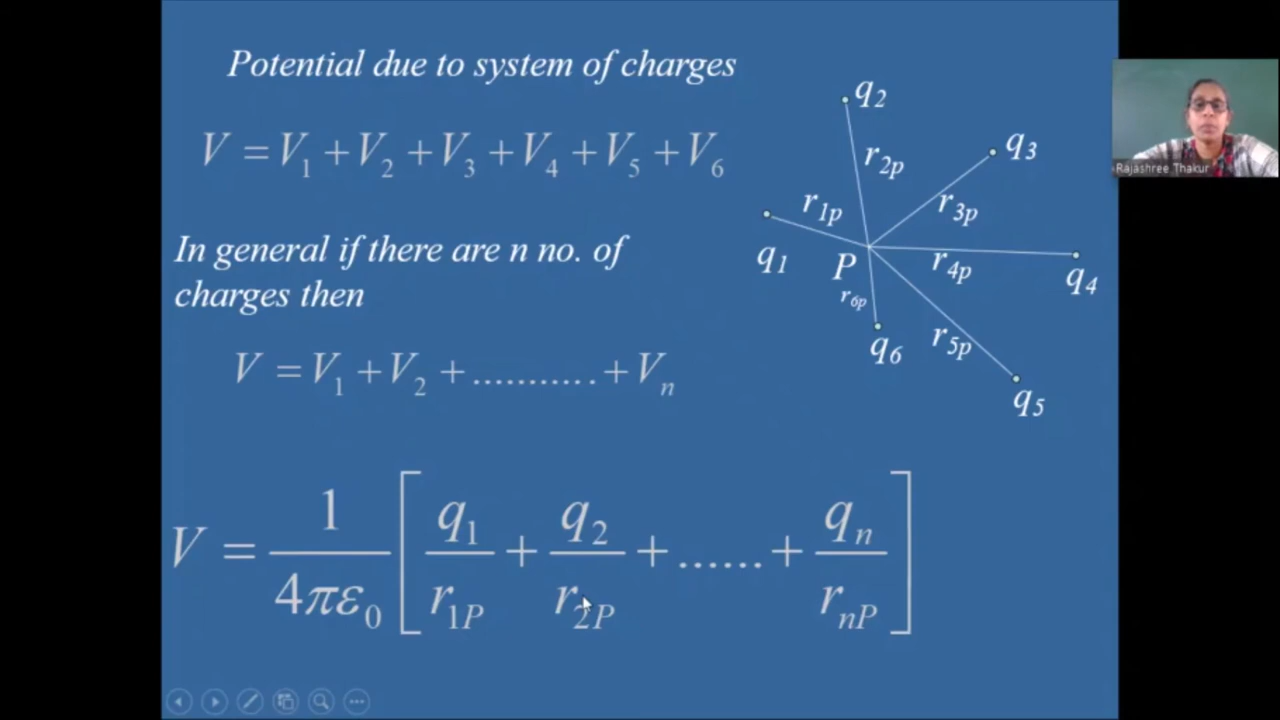 Potential due to system of charges
V = V₁ + V₂ + V₃ + V₄ + V₅ + V₆
In general if there are n no. of
charges then
V = V₁ + V₂ + ........... + Vₙ
V = 1/4πε₀ [ q₁/r₁P + q₂/r₂P + ...... + qₙ/rₙP ]
q₂
q₃
r₂p
r₁p
r₃p
q₁
P
r₄p
q₄
r₆p
q₆
r₅p
q₅
Rajashree Thakur